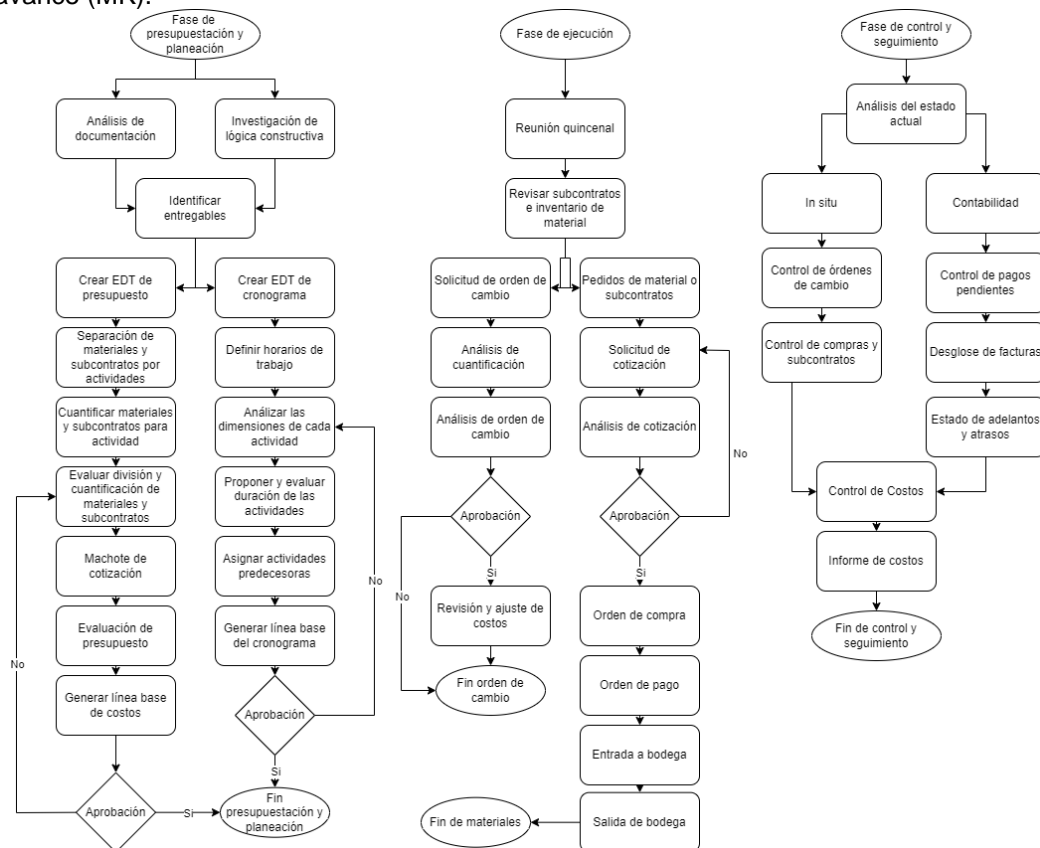 avance (MR).
Fase de
presupuestación y
planeación
Análisis de
documentación
Investigación de
lógica constructiva
Identificar
entregables
Crear EDT de
presupuesto
Crear EDT de
cronograma
Separación de
materiales y
subcontratos por
actividades
Definir horarios de
trabajo
Cuantificar materiales
y subcontratos para
actividad
Análizar las
dimensiones de cada
actividad
Evaluar división y
cuantificación de
materiales y
subcontratos
Proponer y evaluar
duración de las
actividades
Machote de
cotización
Asignar actividades
predecesoras
No
Evaluación de
presupuesto
Generar línea base
del cronograma
No
Generar línea base
de costos
Aprobación
Si
Aprobación
Si
Fin
presupuestación y
planeación
Fase de ejecución
Reunión quincenal
Revisar subcontratos
e inventario de
material
Solicitud de orden de
cambio
Pedidos de material o
subcontratos
Análisis de
cuantificación
Solicitud de
cotización
Análisis de orden de
cambio
Análisis de cotización
No
Aprobación
Aprobación
No
Si
Si
Revisión y ajuste de
costos
Orden de compra
Fin orden de
cambio
Orden de pago
Entrada a bodega
Fin de materiales
Salida de bodega
Fase de control y
seguimiento
Análisis del estado
actual
In situ
Contabilidad
Control de órdenes
de cambio
Control de pagos
pendientes
Control de compras y
subcontratos
Desglose de facturas
Estado de adelantos
y atrasos
Control de Costos
Informe de costos
Fin de control y
seguimiento